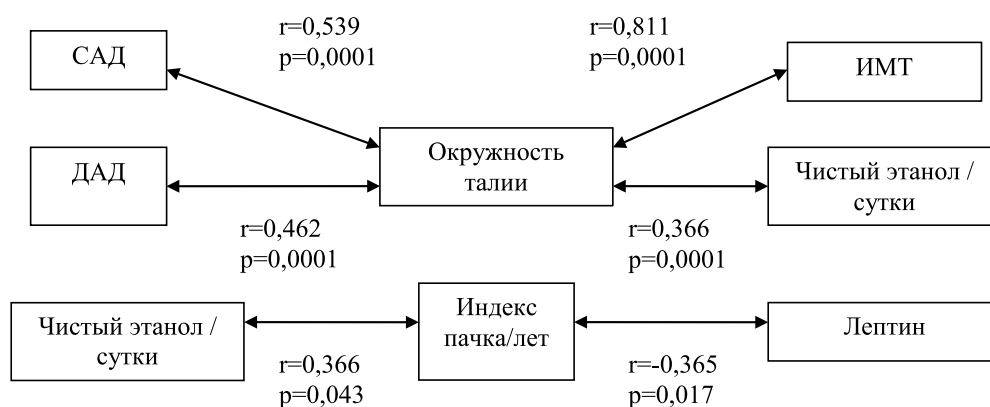 r=0,539
p=0,0001
r=0,811
p=0,0001
САД
ИМТ
Окружность
талии
ДАД
Чистый этанол /
сутки
r=0,462
p=0,0001
r=0,366
p=0,0001
Чистый этанол /
сутки
Индекс
пачка/лет
Лептин
r=0,366
p=0,043
r=-0,365
p=0,017